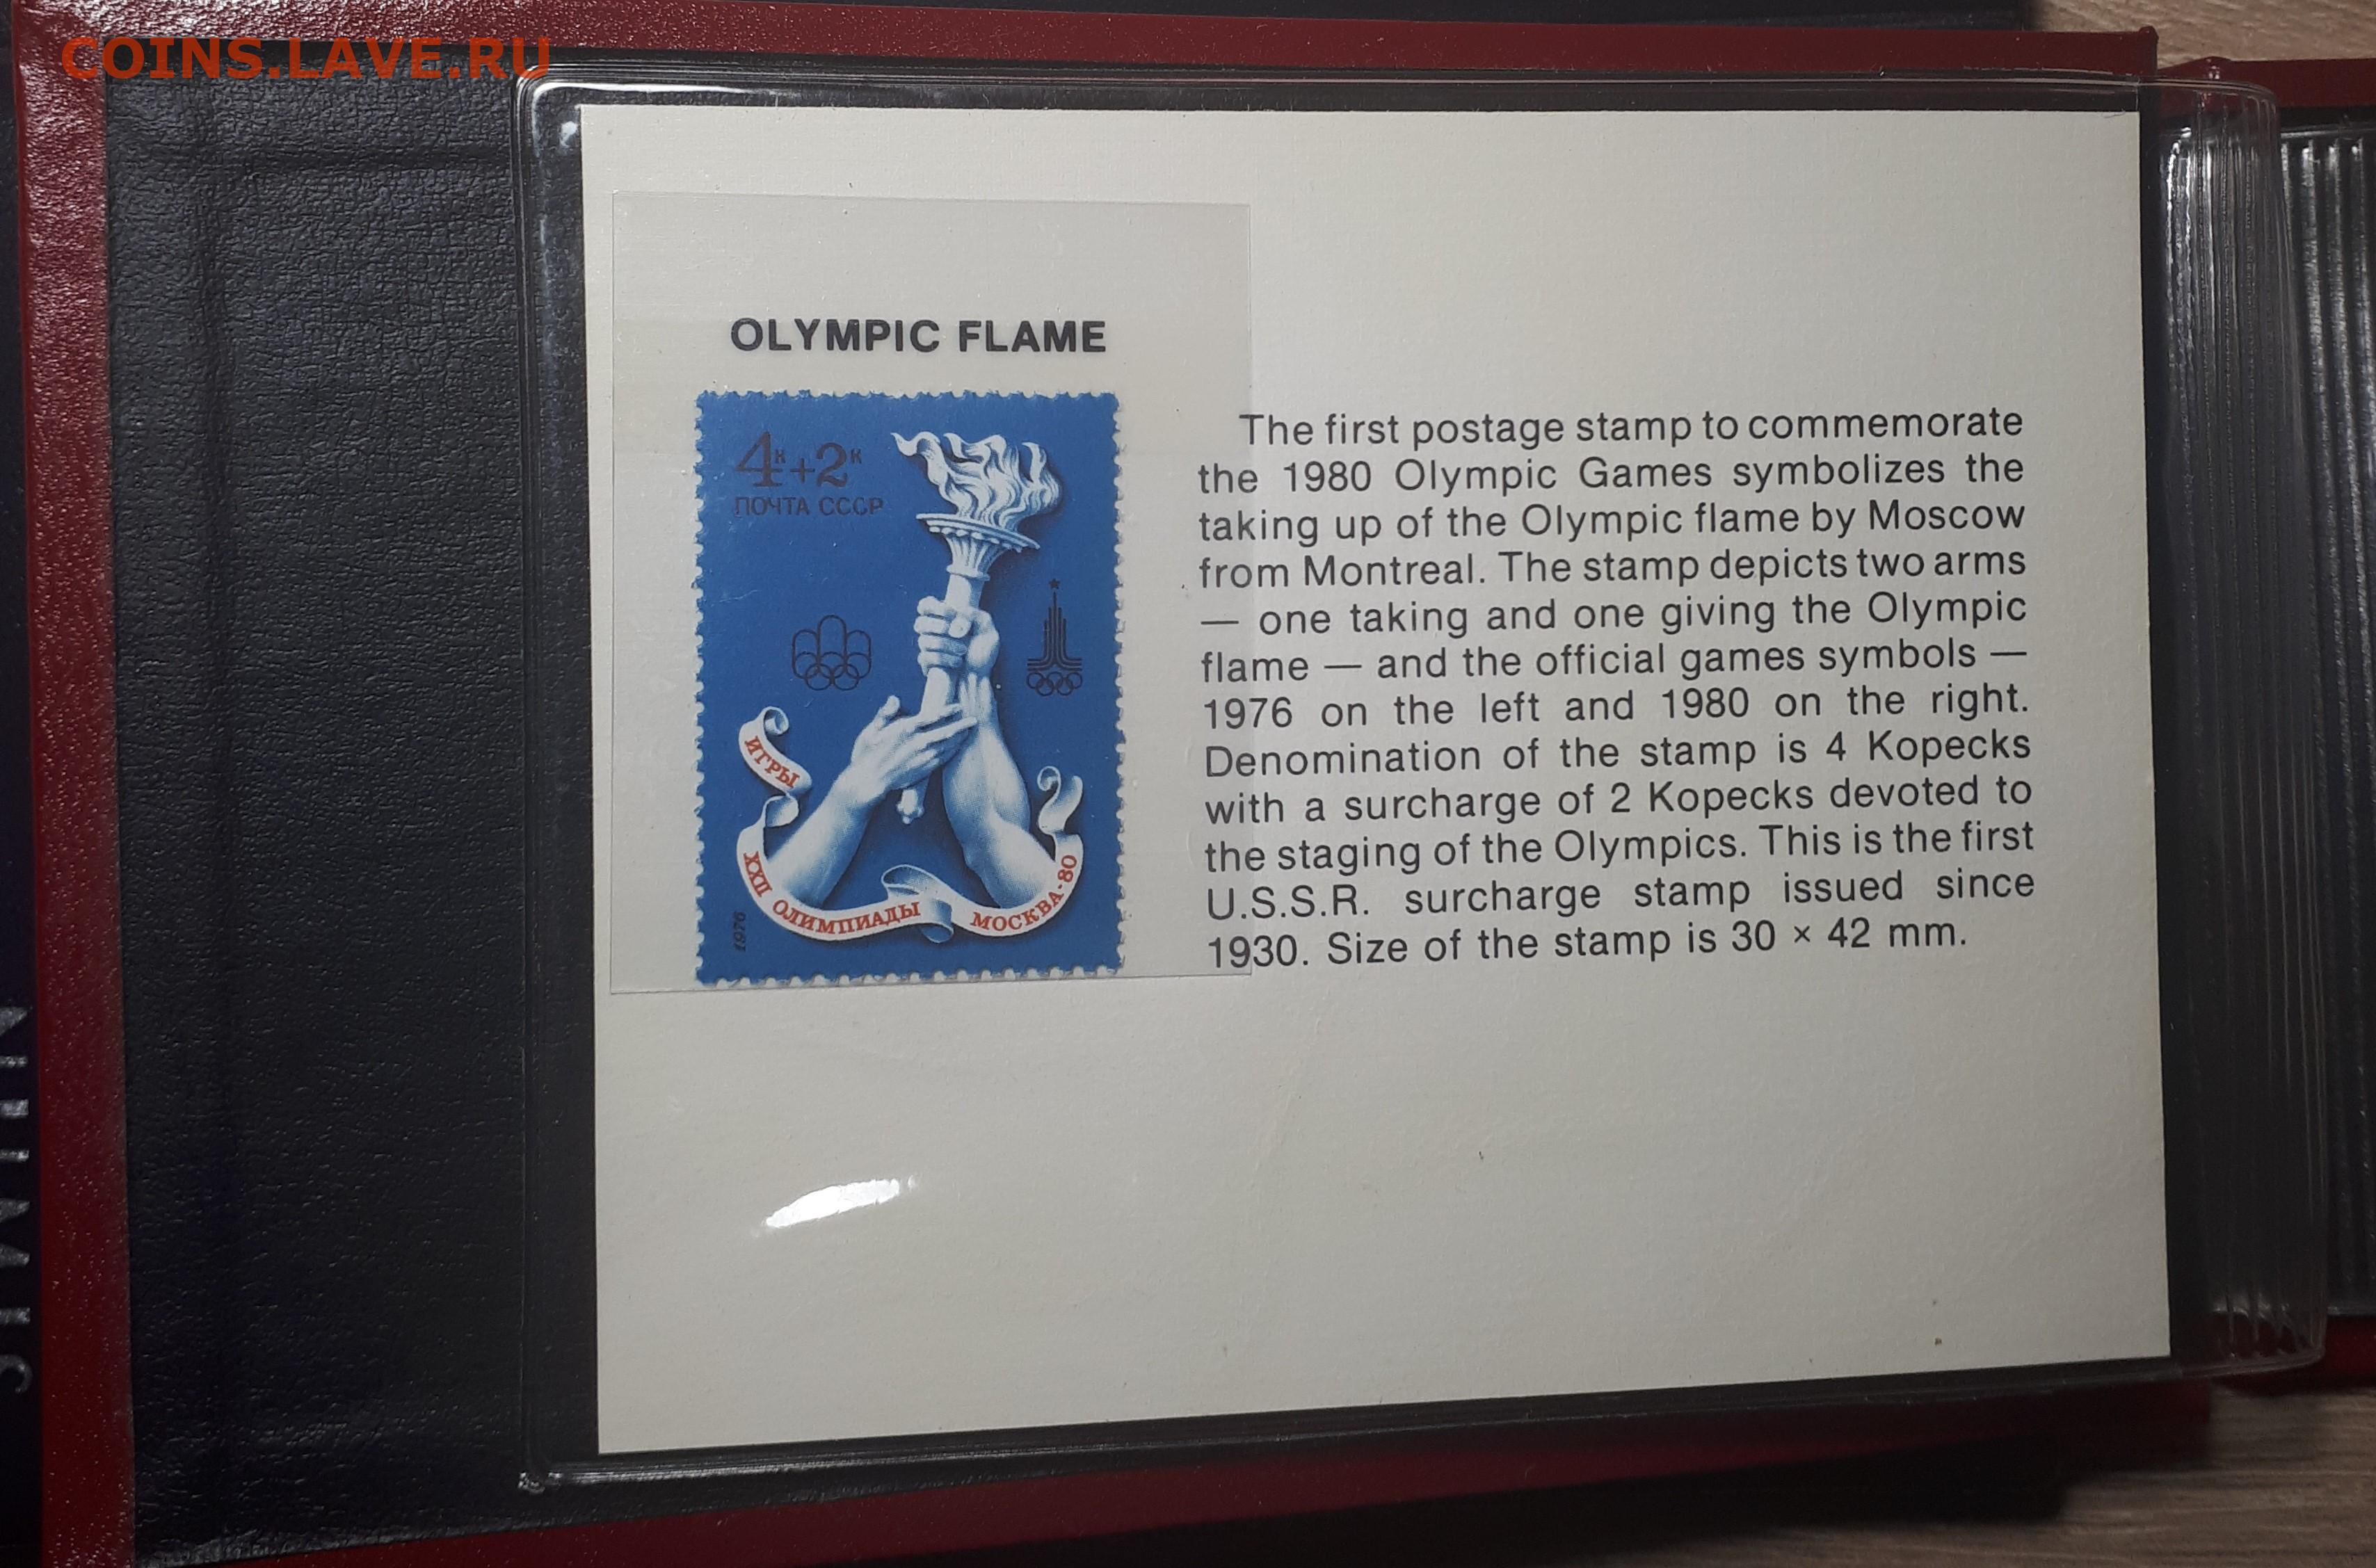 COINS.LAVE.RU
OLYMPIC FLAME
4к+2к
ПОЧТА СССР
ИГРЫ
XXII ОЛИМПИАДЫ МОСКВА-80
1976
The first postage stamp to commemorate
the 1980 Olympic Games symbolizes the
taking up of the Olympic flame by Moscow
from Montreal. The stamp depicts two arms
— one taking and one giving the Olympic
flame — and the official games symbols —
1976 on the left and 1980 on the right.
Denomination of the stamp is 4 Kopecks
with a surcharge of 2 Kopecks devoted to
the staging of the Olympics. This is the first
U.S.S.R. surcharge stamp issued since
1930. Size of the stamp is 30 × 42 mm.